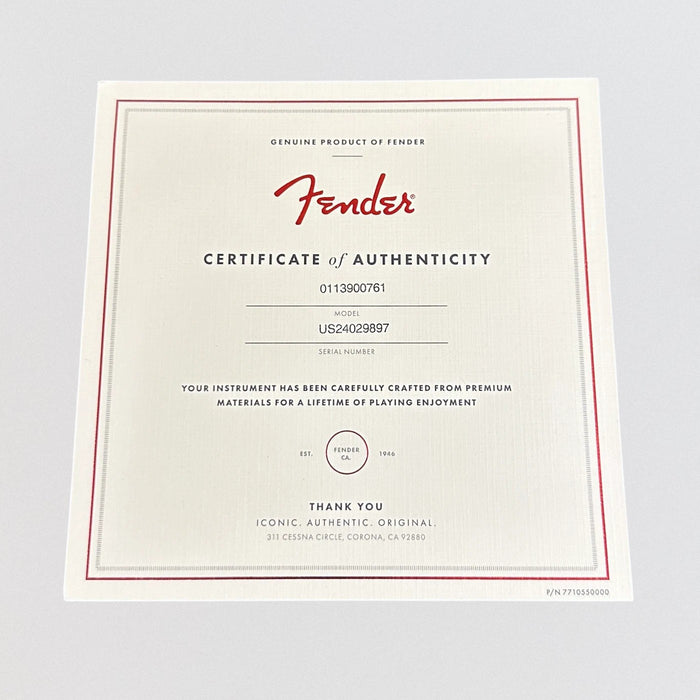 GENUINE PRODUCT OF FENDER
Fender®
CERTIFICATE of AUTHENTICITY
0113900761
MODEL
US24029897
SERIAL NUMBER
YOUR INSTRUMENT HAS BEEN CAREFULLY CRAFTED FROM PREMIUM
MATERIALS FOR A LIFETIME OF PLAYING ENJOYMENT
EST. FENDER CA. 1946
THANK YOU
ICONIC. AUTHENTIC. ORIGINAL.
311 CESSNA CIRCLE, CORONA, CA 92880
P/N 7710550000